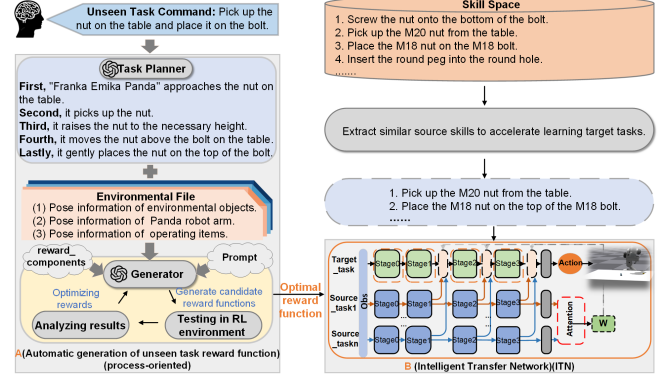 Unseen Task Command: Pick up the
nut on the table and place it on the bolt.
Task Planner
First, "Franka Emika Panda" approaches the nut on
the table.
Second, it picks up the nut.
Third, it raises the nut to the necessary height.
Fourth, it moves the nut above the bolt on the table.
Lastly, it gently places the nut on the top of the bolt.
Environmental File
(1) Pose information of environmental objects.
(2) Pose information of Panda robot arm.
(3) Pose information of operating items.
reward_
components
Prompt
Generator
Optimizing
rewards
Generate candidate
reward functions
Analyzing results
Testing in RL
environment
A(Automatic generation of unseen task reward function)
(process-oriented)
Optimal
reward
function
Skill Space
1. Screw the nut onto the bottom of the bolt.
2. Pick up the M20 nut from the table.
3. Place the M18 nut on the M18 bolt.
4. Insert the round peg into the round hole.
.......
Extract similar source skills to accelerate learning target tasks.
1. Pick up the M20 nut from the table.
2. Place the M18 nut on the top of the M18 bolt.
......
Target
_task
Stage0 Stage1 Stage2 Stage3
Action
Obs
Source
_task1
Stage0 Stage1 Stage2 Stage3
... ...
Source
_taskn
Stage0 Stage1 Stage2 Stage3
Attention
W
B (Intelligent Transfer Network)(ITN)